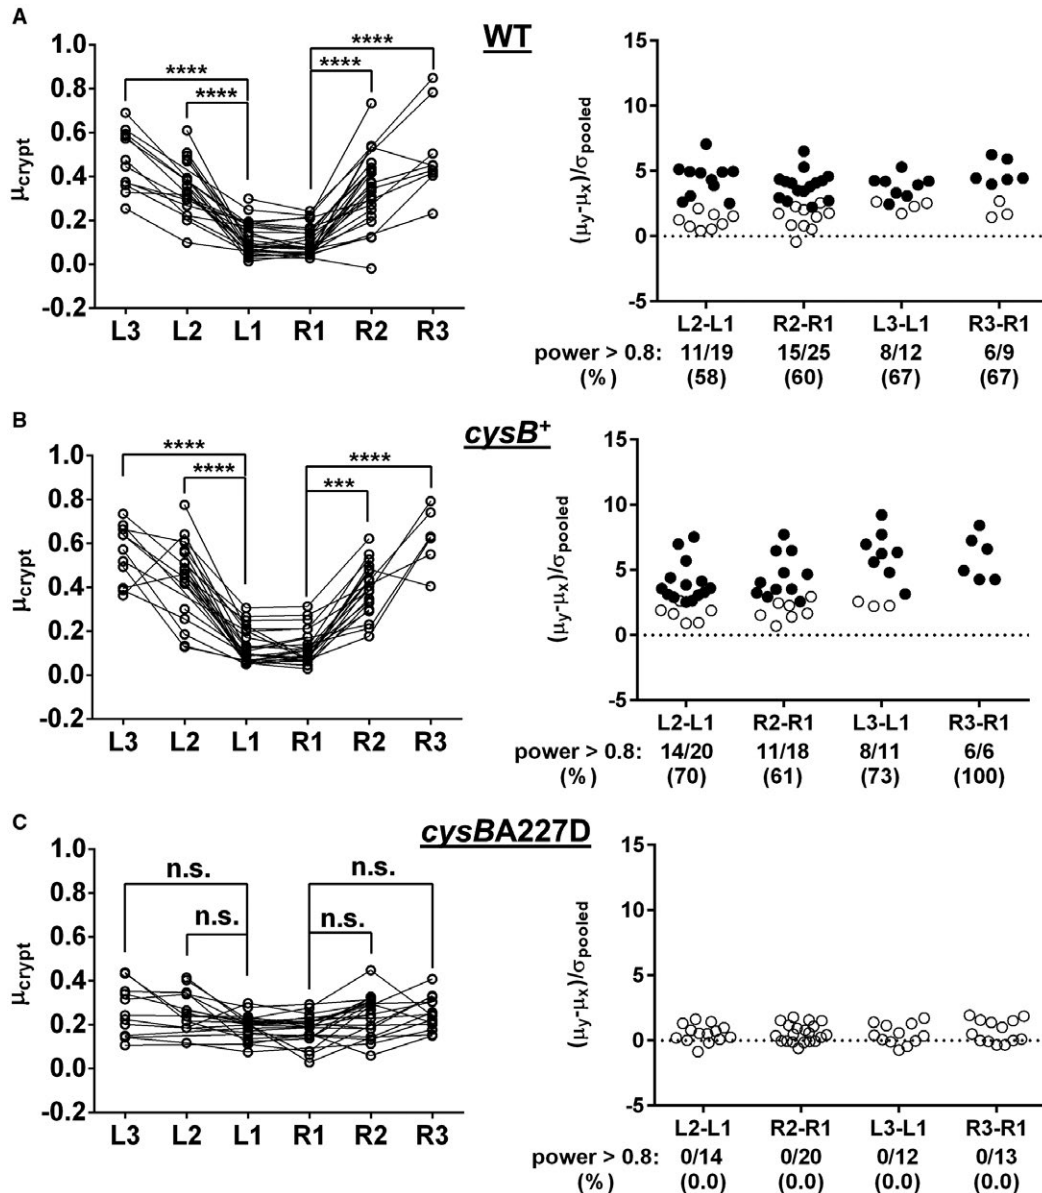 A
WT
1.0
0.8
0.6
0.4
0.2
0.0
-0.2
μcrypt
****
****
****
****
L3 L2 L1 R1 R2 R3
15
10
5
0
-5
(μy-μx)/σpooled
L2-L1 R2-R1 L3-L1 R3-R1
power > 0.8: 11/19 15/25 8/12 6/9
(%) (58) (60) (67) (67)
B
cysB+
1.0
0.8
0.6
0.4
0.2
0.0
-0.2
μcrypt
****
****
****
***
L3 L2 L1 R1 R2 R3
15
10
5
0
-5
(μy-μx)/σpooled
L2-L1 R2-R1 L3-L1 R3-R1
power > 0.8: 14/20 11/18 8/11 6/6
(%) (70) (61) (73) (100)
C
cysBA227D
1.0
0.8
0.6
0.4
0.2
0.0
-0.2
μcrypt
n.s.
n.s.
n.s.
n.s.
L3 L2 L1 R1 R2 R3
15
10
5
0
-5
(μy-μx)/σpooled
L2-L1 R2-R1 L3-L1 R3-R1
power > 0.8: 0/14 0/20 0/12 0/13
(%) (0.0) (0.0) (0.0) (0.0)